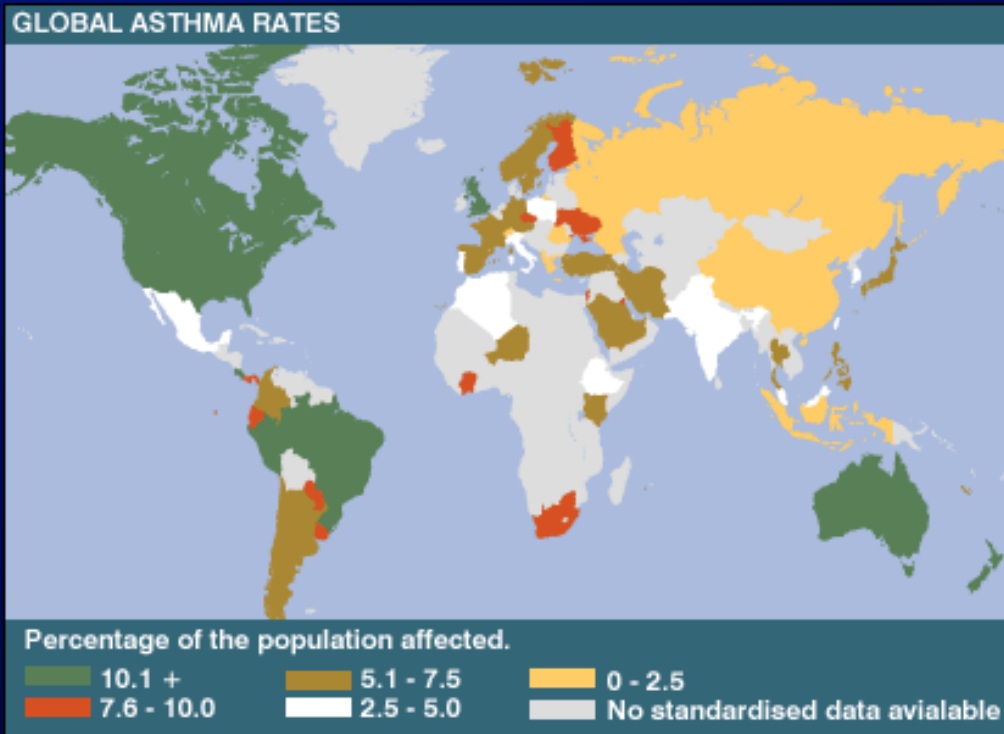 GLOBAL ASTHMA RATES
Percentage of the population affected.
10.1 + 5.1 - 7.5 0 - 2.5
7.6 - 10.0 2.5 - 5.0 No standardised data avialable